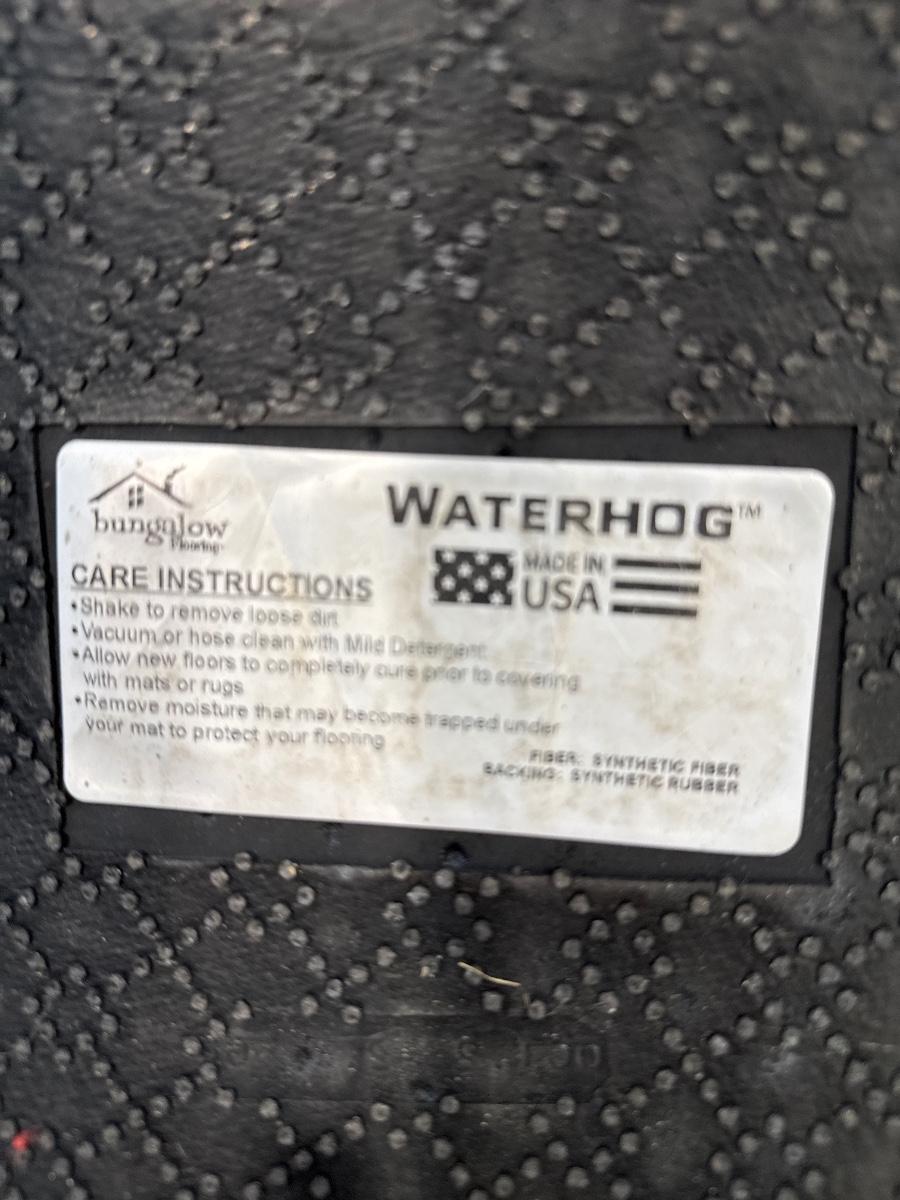 bungalow
Flooring
WATERHOG™
MADE IN
USA
CARE INSTRUCTIONS
•Shake to remove loose dirt
•Vacuum or hose clean with Mild Detergent
•Allow new floors to completely cure prior to covering
with mats or rugs
•Remove moisture that may become trapped under
your mat to protect your flooring
FIBER: SYNTHETIC FIBER
BACKING: SYNTHETIC RUBBER